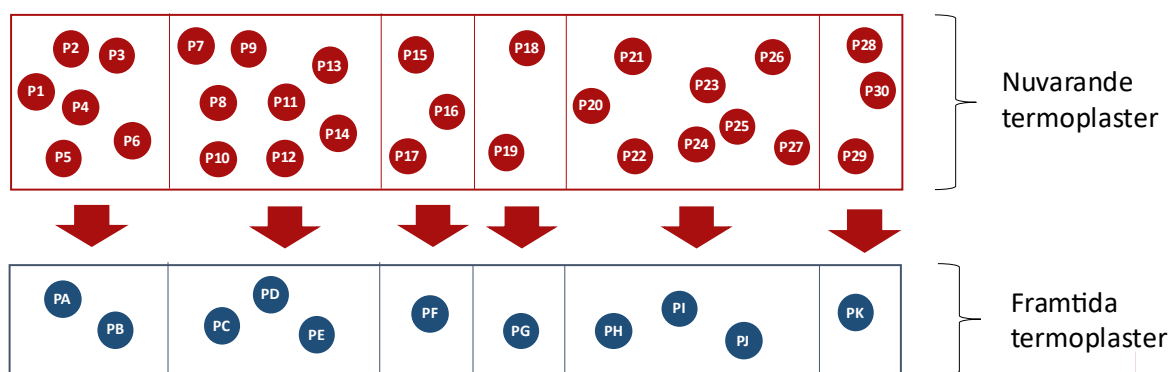 P2
P3
P1
P4
P6
P5
P7
P9
P13
P8
P11
P14
P10
P12
P15
P16
P17
P18
P19
P21
P26
P23
P20
P25
P24
P22
P27
P28
P30
P29
Nuvarande
termoplaster
PA
PB
PD
PC
PE
PF
PG
PI
PH
PJ
PK
Framtida
termoplaster